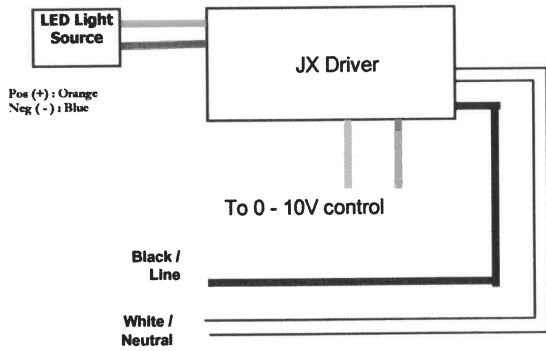 LED Light
Source
JX Driver
Pos (+) : Orange
Neg ( - ) : Blue
To 0 - 10V control
Black /
Line
White /
Neutral